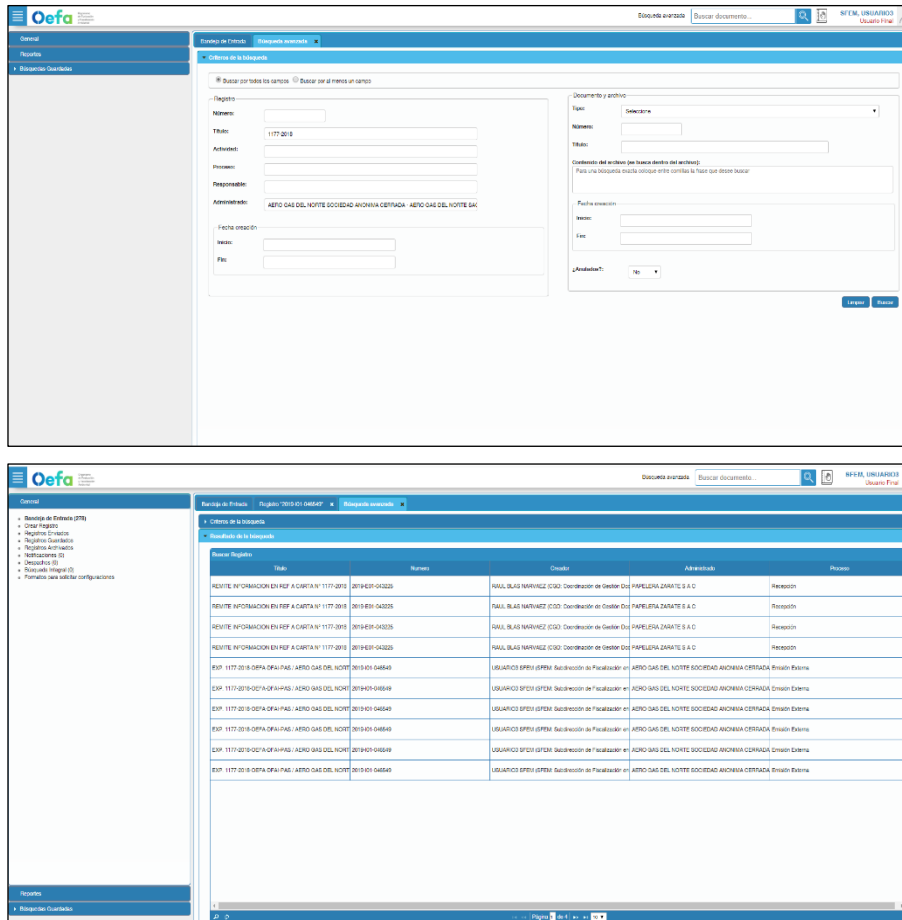 Oefa
Búsqueda avanzada
Buscar documento...
SFEM, USUARIO3
Usuario Final
General
Reportes
Búsquedas Guardadas
Bandeja de Entrada
Búsqueda avanzada
Criterios de la búsqueda
Buscar por todos los campos
Buscar por al menos un campo
Registro
Número:
Título: 1177-2018
Actividad:
Proceso:
Responsable:
Administrado: AERO GAS DEL NORTE SOCIEDAD ANONIMA CERRADA / AERO GAS DEL NORTE SAC
Fecha creación
Inicio:
Fin:
Documento y archivo
Tipo: Seleccione
Número:
Título:
Contenido del archivo (se busca dentro del archivo):
Para una búsqueda exacta coloque entre comillas la frase que desee buscar
Fecha creación
Inicio:
Fin:
¿Anulados?: No
Limpiar Buscar
Oefa
Búsqueda avanzada
Buscar documento...
SFEM, USUARIO3
Usuario Final
General
Bandeja de Entrada (278)
Crear Registro
Registros Enviados
Registros Guardados
Registros Archivados
Notificaciones (0)
Despachos (0)
Búsqueda Integral (0)
Formatos para solicitar configuraciones
Reportes
Búsquedas Guardadas
Bandeja de Entrada
Registro "2019-I01-046549"
Búsqueda avanzada
Criterios de la búsqueda
Resultado de la búsqueda
Buscar Registro
Título Numero Creador Administrado Proceso
REMITE INFORMACION EN REF A CARTA N° 1177-2018 2019-E01-043225 RAUL BLAS NARVAEZ (CGD: Coordinación de Gestión Doc PAPELERA ZARATE S A C Recepción
REMITE INFORMACION EN REF A CARTA N° 1177-2018 2019-E01-043225 RAUL BLAS NARVAEZ (CGD: Coordinación de Gestión Doc PAPELERA ZARATE S A C Recepción
REMITE INFORMACION EN REF A CARTA N° 1177-2018 2019-E01-043225 RAUL BLAS NARVAEZ (CGD: Coordinación de Gestión Doc PAPELERA ZARATE S A C Recepción
REMITE INFORMACION EN REF A CARTA N° 1177-2018 2019-E01-043225 RAUL BLAS NARVAEZ (CGD: Coordinación de Gestión Doc PAPELERA ZARATE S A C Recepción
EXP. 1177-2018-OEFA-DFAI-PAS / AERO GAS DEL NORT 2019-I01-046549 USUARIO3 SFEM (SFEM: Subdirección de Fiscalización en AERO GAS DEL NORTE SOCIEDAD ANONIMA CERRADA Emisión Externa
EXP. 1177-2018-OEFA-DFAI-PAS / AERO GAS DEL NORT 2019-I01-046549 USUARIO3 SFEM (SFEM: Subdirección de Fiscalización en AERO GAS DEL NORTE SOCIEDAD ANONIMA CERRADA Emisión Externa
EXP. 1177-2018-OEFA-DFAI-PAS / AERO GAS DEL NORT 2019-I01-046549 USUARIO3 SFEM (SFEM: Subdirección de Fiscalización en AERO GAS DEL NORTE SOCIEDAD ANONIMA CERRADA Emisión Externa
EXP. 1177-2018-OEFA-DFAI-PAS / AERO GAS DEL NORT 2019-I01-046549 USUARIO3 SFEM (SFEM: Subdirección de Fiscalización en AERO GAS DEL NORTE SOCIEDAD ANONIMA CERRADA Emisión Externa
EXP. 1177-2018-OEFA-DFAI-PAS / AERO GAS DEL NORT 2019-I01-046549 USUARIO3 SFEM (SFEM: Subdirección de Fiscalización en AERO GAS DEL NORTE SOCIEDAD ANONIMA CERRADA Emisión Externa
EXP. 1177-2018-OEFA-DFAI-PAS / AERO GAS DEL NORT 2019-I01-046549 USUARIO3 SFEM (SFEM: Subdirección de Fiscalización en AERO GAS DEL NORTE SOCIEDAD ANONIMA CERRADA Emisión Externa
Página de 4 10